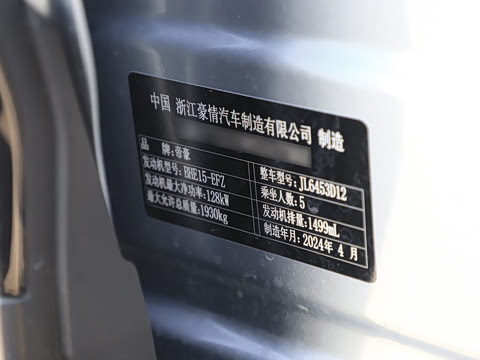 中国 浙江豪情汽车制造有限公司 制造
品 牌:帝豪
整车型号:JL6453D12
发动机型号:BHE15-EFZ
乘坐人数:5
发动机最大净功率:128kW
发动机排量:1499mL
最大允许总质量:1930kg
制造年月:2024年 4 月